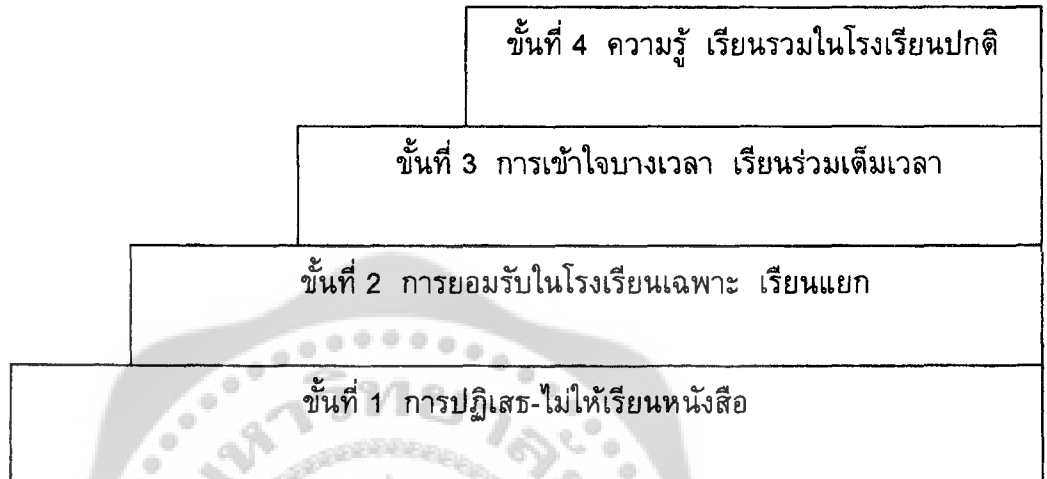 ขั้นที่ 4 ความรู้ เรียนรวมในโรงเรียนปกติ
ขั้นที่ 3 การเข้าใจบางเวลา เรียนร่วมเต็มเวลา
ขั้นที่ 2 การยอมรับในโรงเรียนเฉพาะ เรียนแยก
ขั้นที่ 1 การปฏิเสธ-ไม่ให้เรียนหนังสือ